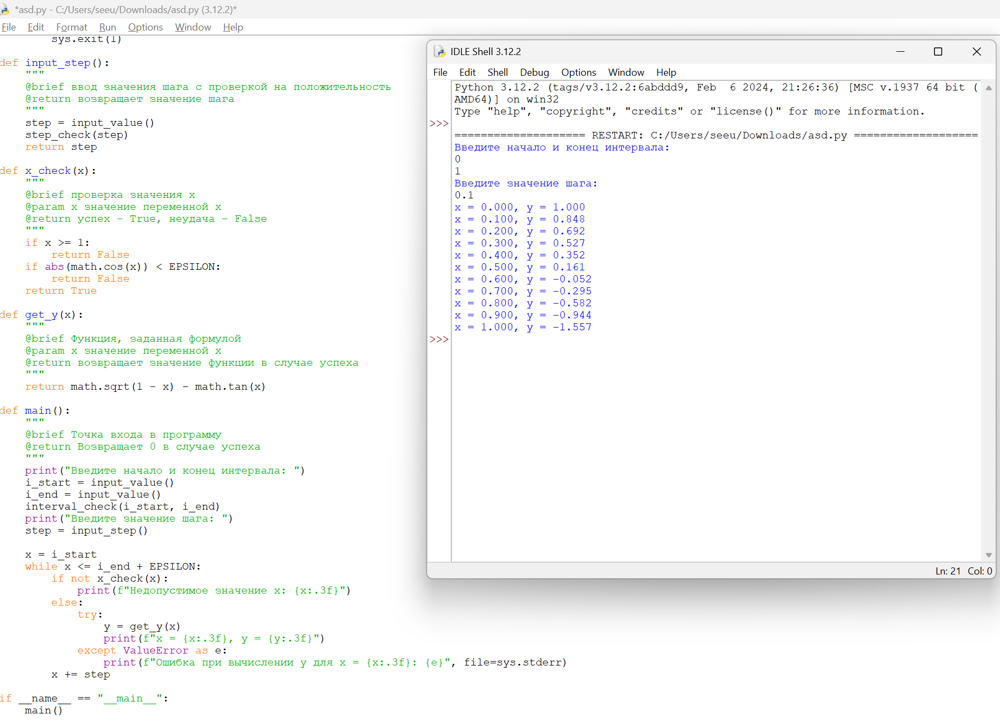 *asd.py - C:/Users/seeu/Downloads/asd.py (3.12.2)*
File Edit Format Run Options Window Help
sys.exit(1)
def input_step():
"""
@brief ввод значения шага с проверкой на положительность
@return возвращает значение шага
"""
step = input_value()
step_check(step)
return step
def x_check(x):
"""
@brief проверка значения x
@param x значение переменной x
@return успех - True, неудача - False
"""
if x >= 1:
return False
if abs(math.cos(x)) < EPSILON:
return False
return True
def get_y(x):
"""
@brief Функция, заданная формулой
@param x значение переменной x
@return возвращает значение функции в случае успеха
"""
return math.sqrt(1 - x) - math.tan(x)
def main():
"""
@brief Точка входа в программу
@return Возвращает 0 в случае успеха
"""
print("Введите начало и конец интервала: ")
i_start = input_value()
i_end = input_value()
interval_check(i_start, i_end)
print("Введите значение шага: ")
step = input_step()
x = i_start
while x <= i_end + EPSILON:
if not x_check(x):
print(f"Недопустимое значение x: {x:.3f}")
else:
try:
y = get_y(x)
print(f"x = {x:.3f}, y = {y:.3f}")
except ValueError as e:
print(f"Ошибка при вычислении y для x = {x:.3f}: {e}", file=sys.stderr)
x += step
if __name__ == "__main__":
main()
IDLE Shell 3.12.2
File Edit Shell Debug Options Window Help
Python 3.12.2 (tags/v3.12.2:6abddd9, Feb  6 2024, 21:26:36) [MSC v.1937 64 bit (
AMD64)] on win32
Type "help", "copyright", "credits" or "license()" for more information.
>>>
==================== RESTART: C:/Users/seeu/Downloads/asd.py ===================
Введите начало и конец интервала:
0
1
Введите значение шага:
0.1
x = 0.000, y = 1.000
x = 0.100, y = 0.848
x = 0.200, y = 0.692
x = 0.300, y = 0.527
x = 0.400, y = 0.352
x = 0.500, y = 0.161
x = 0.600, y = -0.052
x = 0.700, y = -0.295
x = 0.800, y = -0.582
x = 0.900, y = -0.944
x = 1.000, y = -1.557
>>>
Ln: 21 Col: 0